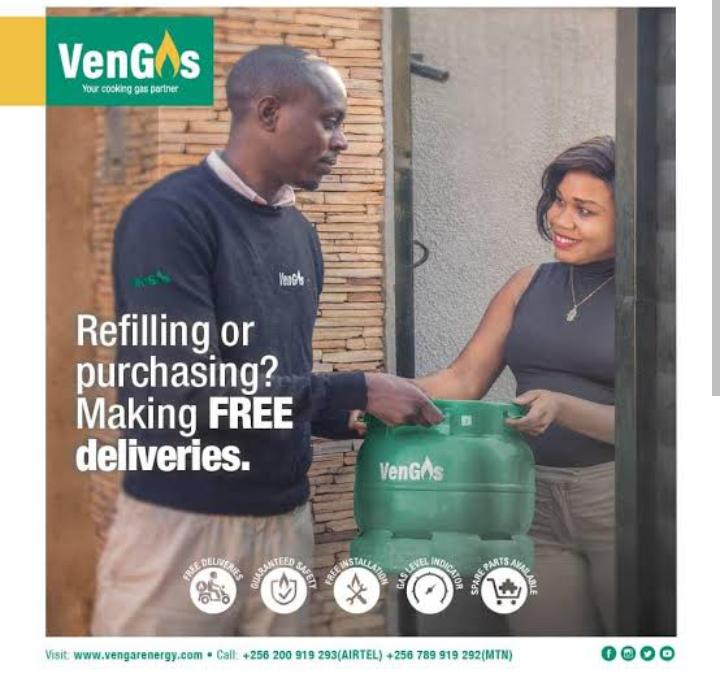 VenGas
Your cooking gas partner
VenGas
VenGas
Refilling or
purchasing?
Making FREE
deliveries.
VenGas
FREE DELIVERIES
GUARANTEED SAFETY
FREE INSTALLATION
GAS LEVEL INDICATOR
SPARE PARTS AVAILABLE
Visit: www.vengarenergy.com • Call: +256 200 919 293(AIRTEL) +256 789 919 292(MTN)